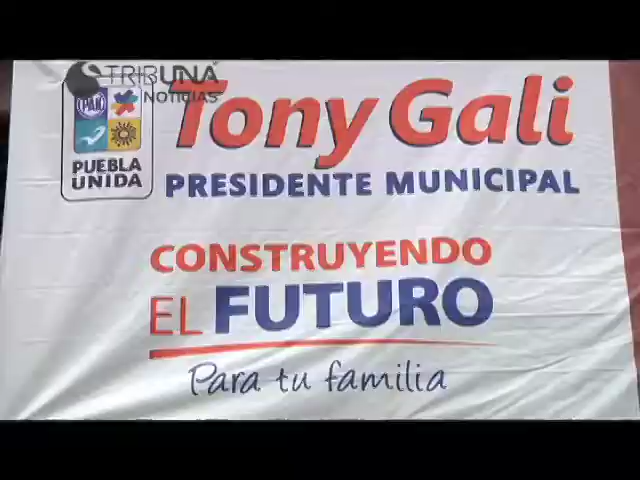 TRIBUNA
NOTICIAS
PAN
PUEBLA
UNIDA
Tony Gali
PRESIDENTE MUNICIPAL
CONSTRUYENDO
EL FUTURO
Para tu familia